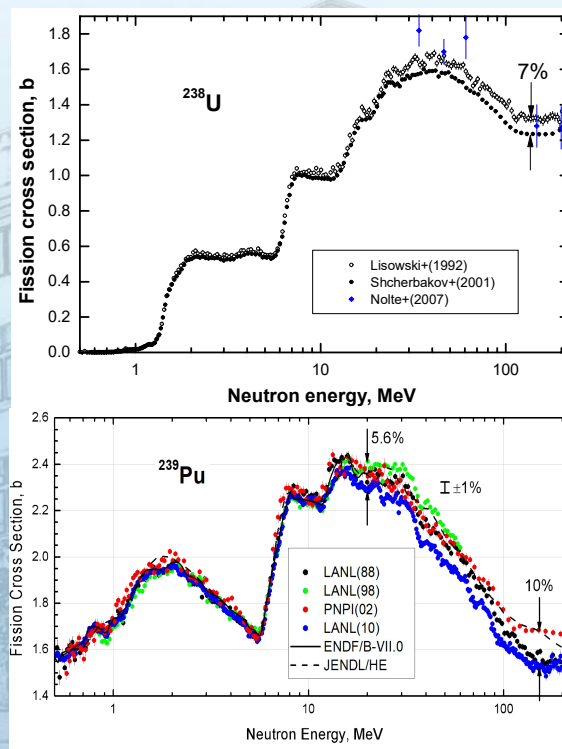 1.8
1.6
1.4
1.2
1.0
0.8
0.6
0.4
0.2
0.0
Fission cross section, b
²³⁸U
7%
Lisowski+(1992)
Shcherbakov+(2001)
Nolte+(2007)
1 10 100
Neutron energy, MeV
2.6
2.4
2.2
2.0
1.8
1.6
1.4
Fission Cross Section, b
²³⁹Pu
5.6%
±1%
10%
LANL(88)
LANL(98)
PNPI(02)
LANL(10)
ENDF/B-VII.0
JENDL/HE
1 10 100
Neutron Energy, MeV